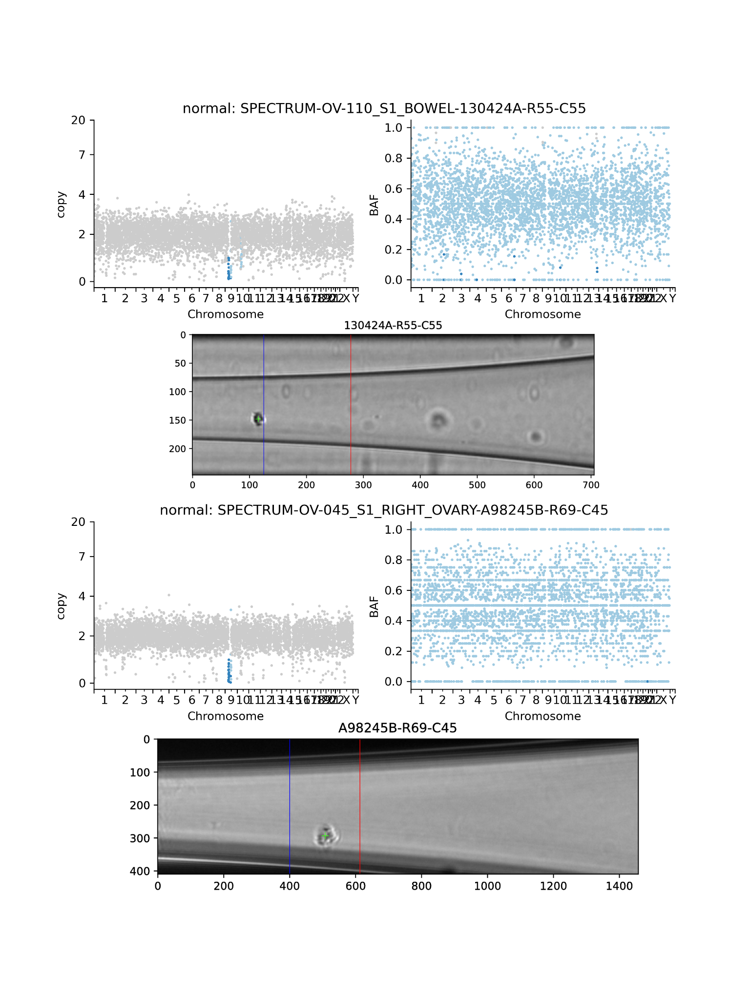 normal: SPECTRUM-OV-110_S1_BOWEL-130424A-R55-C55
20
7
4
2
0
copy
1 2 3 4 5 6 7 8 9 10 11 12 13 14 15 16 17 18 19 20 21 22 X Y
Chromosome
1.0
0.8
0.6
0.4
0.2
0.0
BAF
1 2 3 4 5 6 7 8 9 10 11 12 13 14 15 16 17 18 19 20 21 22 X Y
Chromosome
130424A-R55-C55
0
50
100
150
200
0 100 200 300 400 500 600 700
normal: SPECTRUM-OV-045_S1_RIGHT_OVARY-A98245B-R69-C45
20
7
4
2
0
copy
1 2 3 4 5 6 7 8 9 10 11 12 13 14 15 16 17 18 19 20 21 22 X Y
Chromosome
1.0
0.8
0.6
0.4
0.2
0.0
BAF
1 2 3 4 5 6 7 8 9 10 11 12 13 14 15 16 17 18 19 20 21 22 X Y
Chromosome
A98245B-R69-C45
0
100
200
300
400
0 200 400 600 800 1000 1200 1400